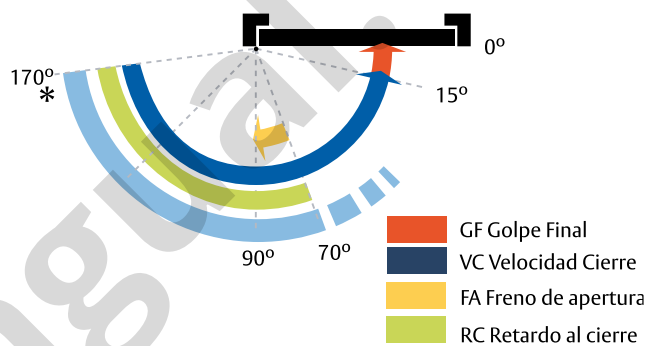 0º
170º
*
15º
90º
70º
GF Golpe Final
VC Velocidad Cierre
FA Freno de apertura
RC Retardo al cierre